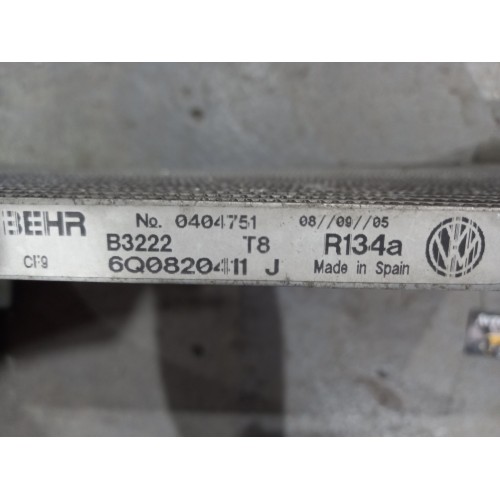 BEHR No. 0404751 08//09//05
B3222 T8 R134a
6Q0820411 J Made in Spain